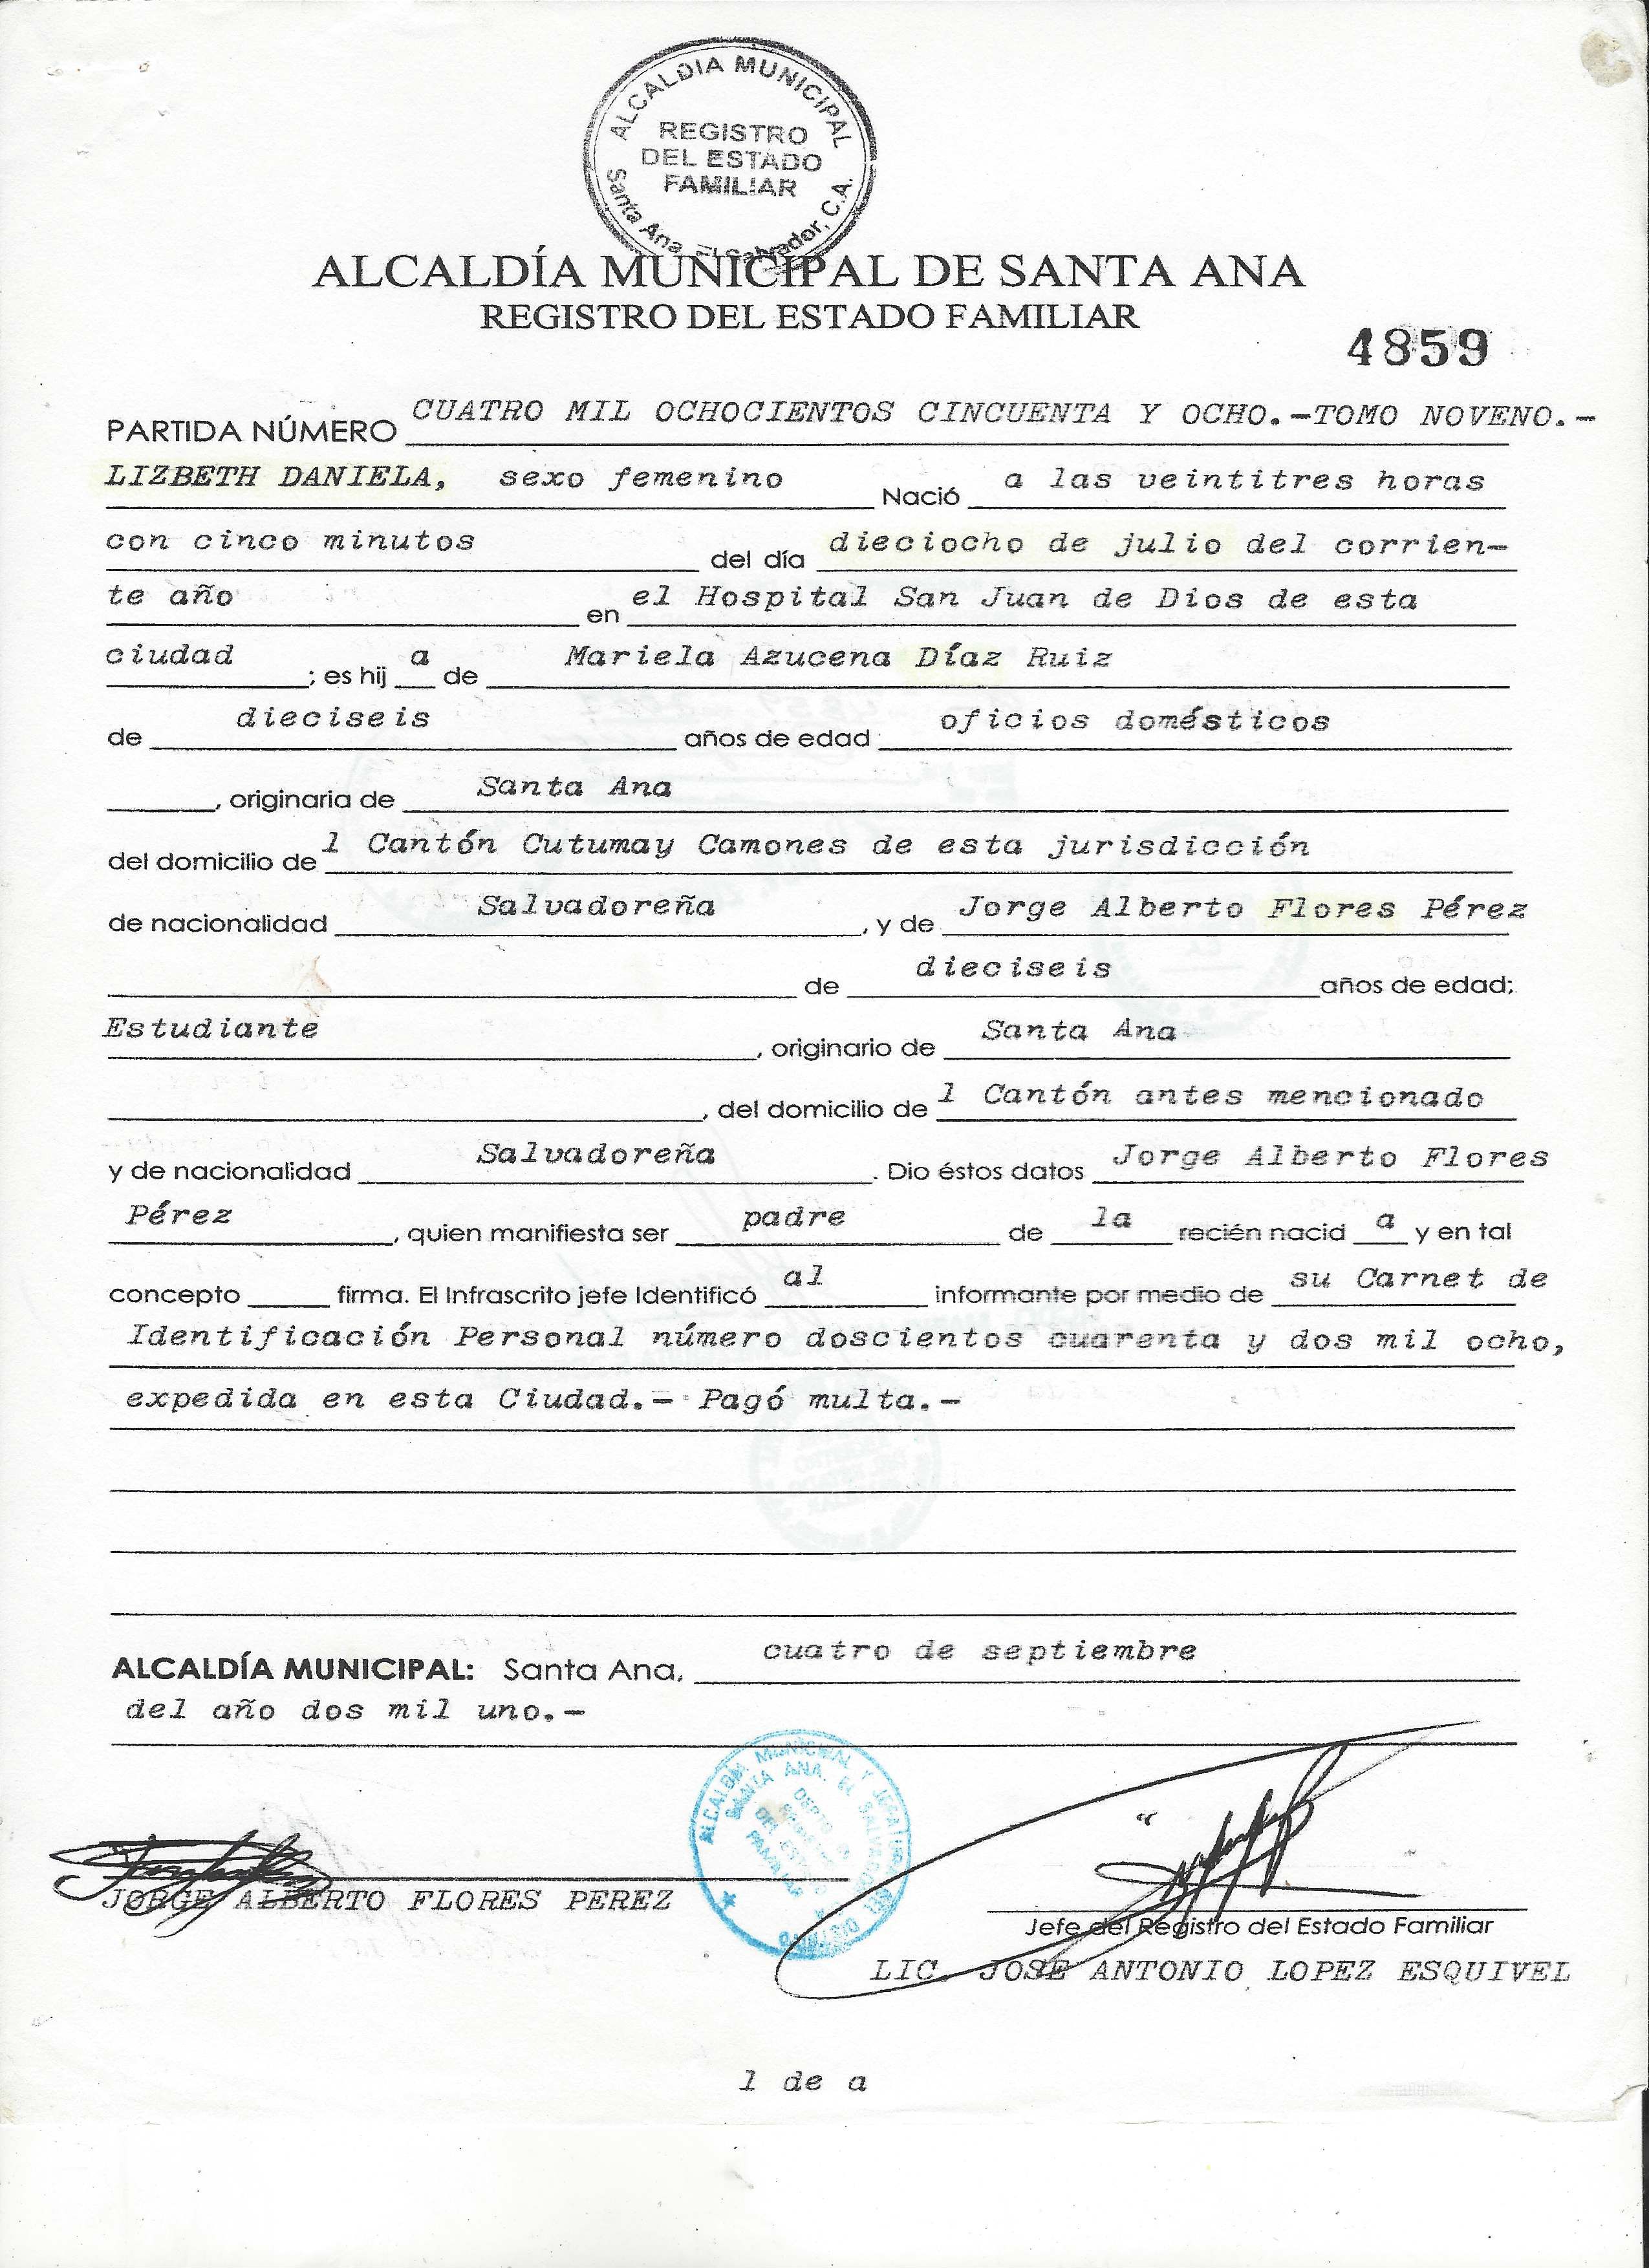 ALCALDIA MUNICIPAL
REGISTRO
DEL ESTADO
FAMILIAR
Santa Ana El Salvador, C.A.
ALCALDÍA MUNICIPAL DE SANTA ANA
REGISTRO DEL ESTADO FAMILIAR
4859
PARTIDA NÚMERO CUATRO MIL OCHOCIENTOS CINCUENTA Y OCHO.-TOMO NOVENO.-
LIZBETH DANIELA, sexo femenino Nació a las veintitres horas
con cinco minutos del día dieciocho de julio del corrien-
te año en el Hospital San Juan de Dios de esta
ciudad ; es hij a de Mariela Azucena Díaz Ruiz
de dieciseis años de edad oficios domésticos
, originaria de Santa Ana
del domicilio de l Cantón Cutumay Camones de esta jurisdicción
de nacionalidad Salvadoreña , y de Jorge Alberto Flores Pérez
de dieciseis años de edad;
Estudiante , originario de Santa Ana
, del domicilio de l Cantón antes mencionado
y de nacionalidad Salvadoreña . Dio éstos datos Jorge Alberto Flores
Pérez , quien manifiesta ser padre de la recién nacid a y en tal
concepto firma. El Infrascrito jefe Identificó al informante por medio de su Carnet de
Identificación Personal número doscientos cuarenta y dos mil ocho,
expedida en esta Ciudad.- Pagó multa.-
ALCALDÍA MUNICIPAL: Santa Ana, cuatro de septiembre
del año dos mil uno.-
ALCALDIA MUNICIPAL Y
SANTA ANA. EL SALVADOR
JORGE ALBERTO FLORES PEREZ
Jefe del Registro del Estado Familiar
LIC. JOSE ANTONIO LOPEZ ESQUIVEL
l de a